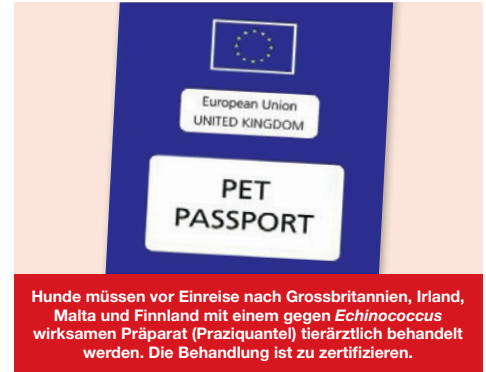 European Union
UNITED KINGDOM
PET
PASSPORT
Hunde müssen vor Einreise nach Grossbritannien, Irland,
Malta und Finnland mit einem gegen Echinococcus
wirksamen Präparat (Praziquantel) tierärztlich behandelt
werden. Die Behandlung ist zu zertifizieren.